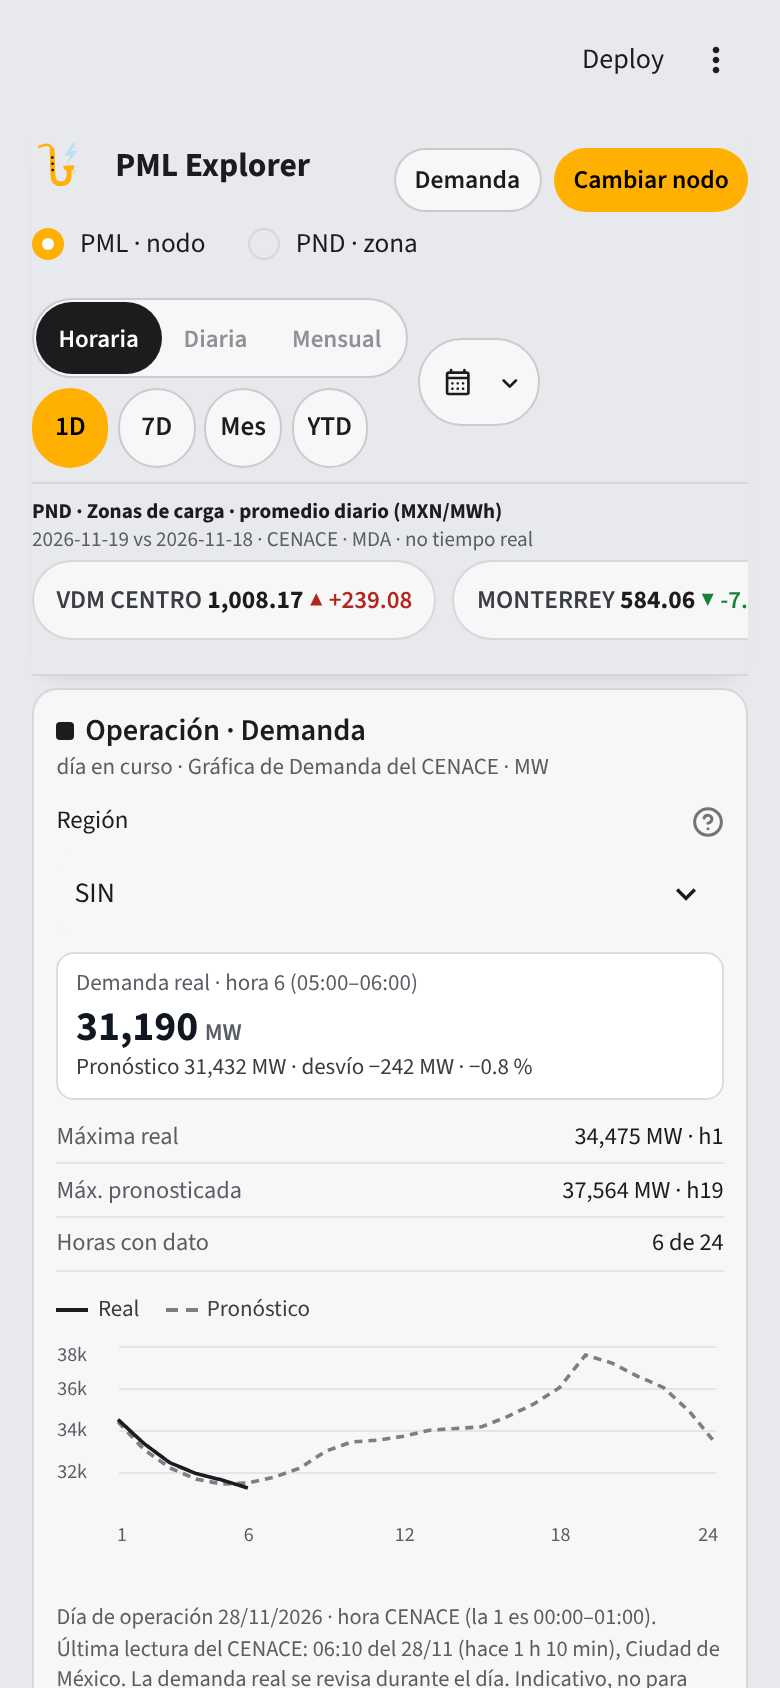 Deploy
PML Explorer
Demanda
Cambiar nodo
PML · nodo
PND · zona
Horaria
Diaria
Mensual
1D
7D
Mes
YTD
PND · Zonas de carga · promedio diario (MXN/MWh)
2026-11-19 vs 2026-11-18 · CENACE · MDA · no tiempo real
VDM CENTRO 1,008.17 ▲ +239.08
MONTERREY 584.06 ▼ -7.
Operación · Demanda
día en curso · Gráfica de Demanda del CENACE · MW
Región
SIN
Demanda real · hora 6 (05:00–06:00)
31,190 MW
Pronóstico 31,432 MW · desvío −242 MW · −0.8 %
Máxima real 34,475 MW · h1
Máx. pronosticada 37,564 MW · h19
Horas con dato 6 de 24
Real Pronóstico
38k
36k
34k
32k
1 6 12 18 24
Día de operación 28/11/2026 · hora CENACE (la 1 es 00:00–01:00).
Última lectura del CENACE: 06:10 del 28/11 (hace 1 h 10 min), Ciudad de
México. La demanda real se revisa durante el día. Indicativo, no para